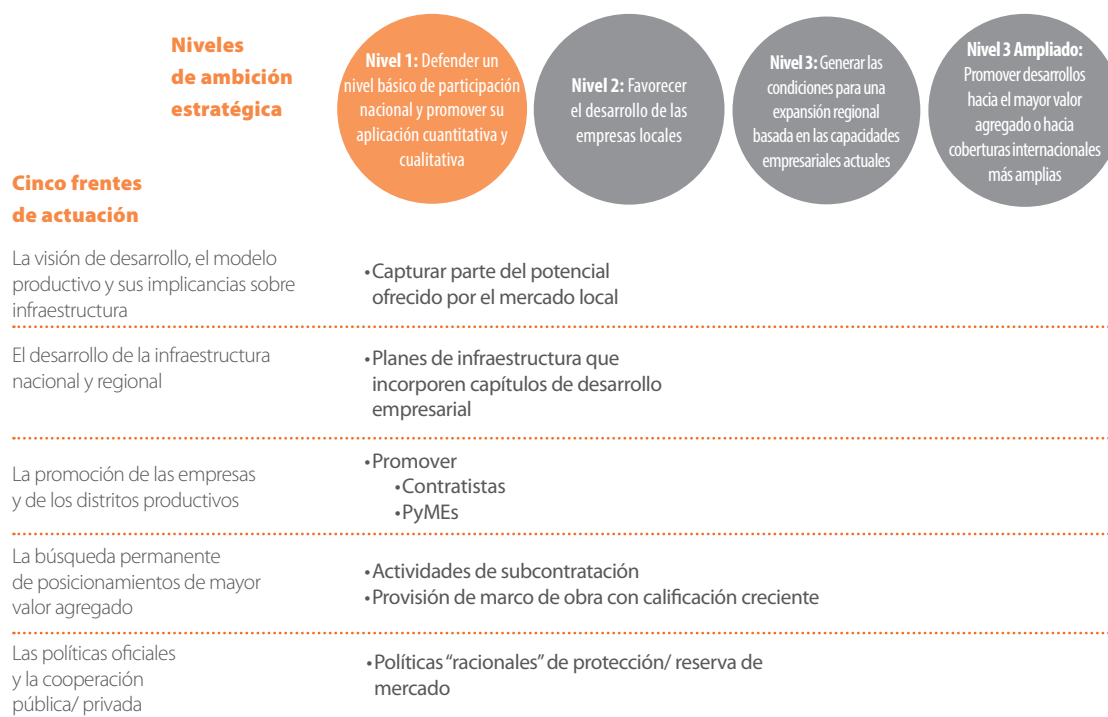 Niveles
de ambición
estratégica
Nivel 1: Defender un
nivel básico de participación
nacional y promover su
aplicación cuantitativa y
cualitativa
Nivel 2: Favorecer
el desarrollo de las
empresas locales
Nivel 3: Generar las
condiciones para una
expansión regional
basada en las capacidades
empresariales actuales
Nivel 3 Ampliado:
Promover desarrollos
hacia el mayor valor
agregado o hacia
coberturas internacionales
más amplias
Cinco frentes
de actuación
La visión de desarrollo, el modelo
productivo y sus implicancias sobre
infraestructura
•Capturar parte del potencial
ofrecido por el mercado local
El desarrollo de la infraestructura
nacional y regional
•Planes de infraestructura que
incorporen capítulos de desarrollo
empresarial
La promoción de las empresas
y de los distritos productivos
•Promover
•Contratistas
•PyMEs
La búsqueda permanente
de posicionamientos de mayor
valor agregado
•Actividades de subcontratación
•Provisión de marco de obra con calificación creciente
Las políticas oficiales
y la cooperación
pública/ privada
•Políticas “racionales” de protección/ reserva de
mercado